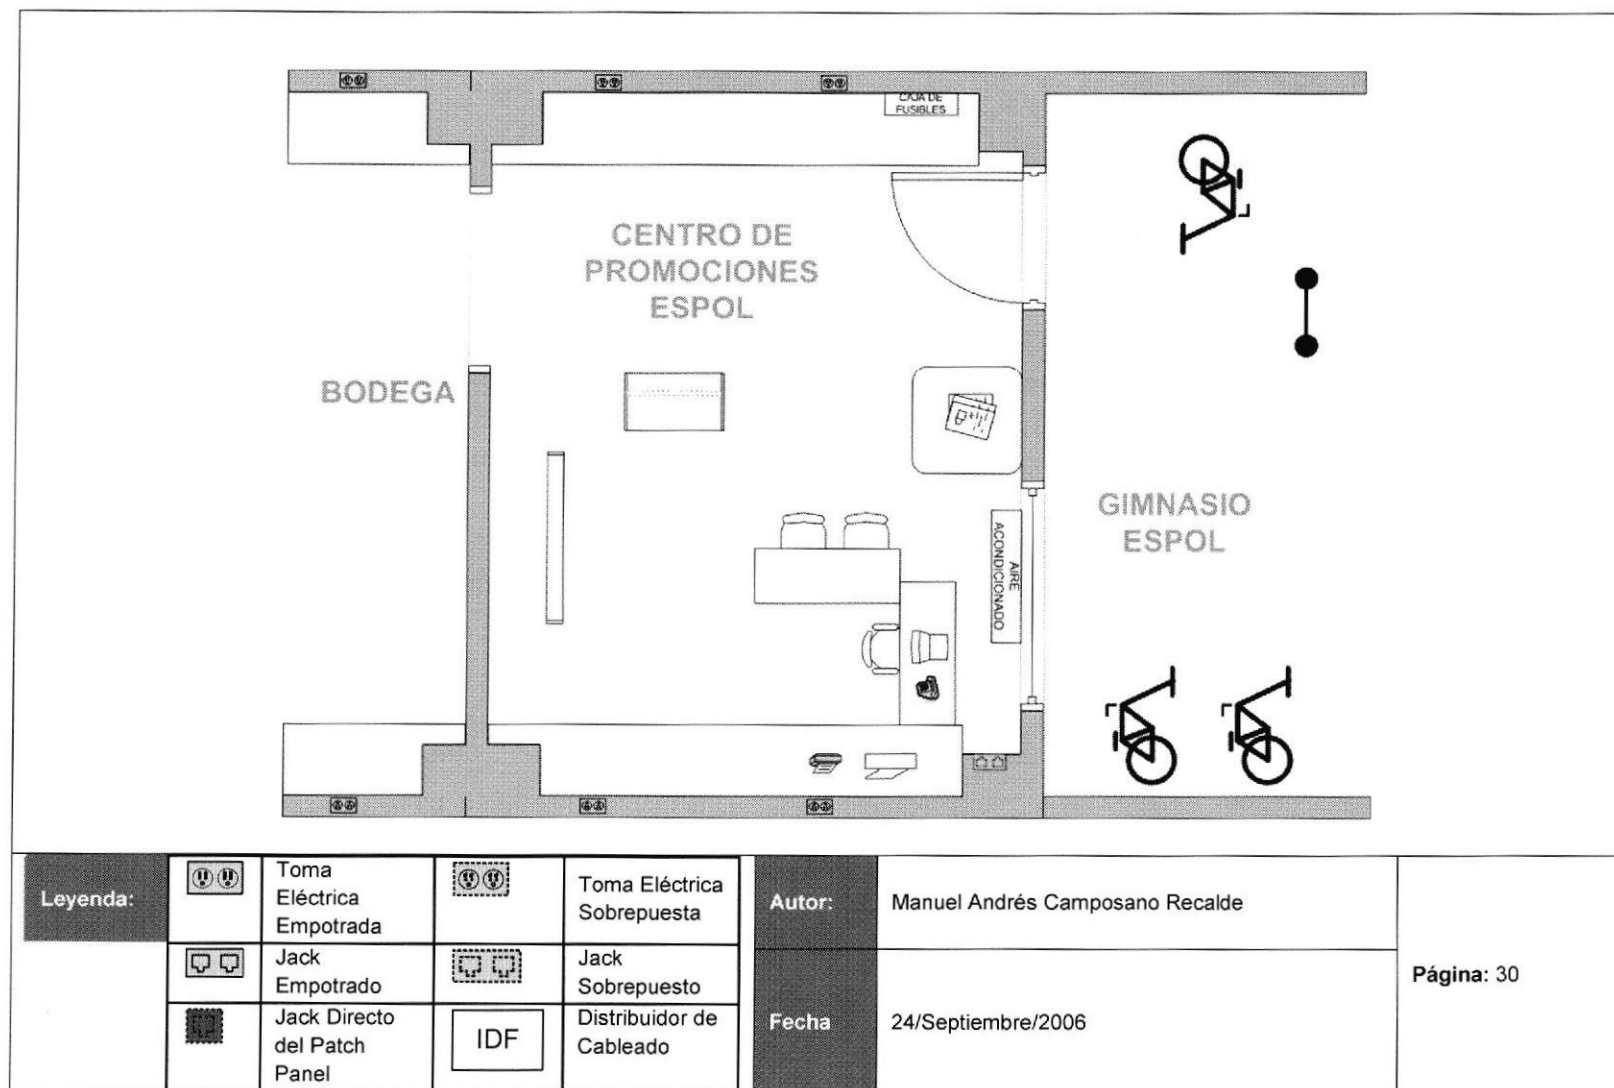 CAJA DE
FUSIBLES
CENTRO DE
PROMOCIONES
ESPOL
BODEGA
GIMNASIO
ESPOL
AIRE
ACONDICIONADO
Leyenda:
Toma
Eléctrica
Empotrada
Toma Eléctrica
Sobrepuesta
Jack
Empotrado
Jack
Sobrepuesto
Jack Directo
del Patch
Panel
IDF
Distribuidor de
Cableado
Autor:
Manuel Andrés Camposano Recalde
Fecha
24/Septiembre/2006
Página: 30